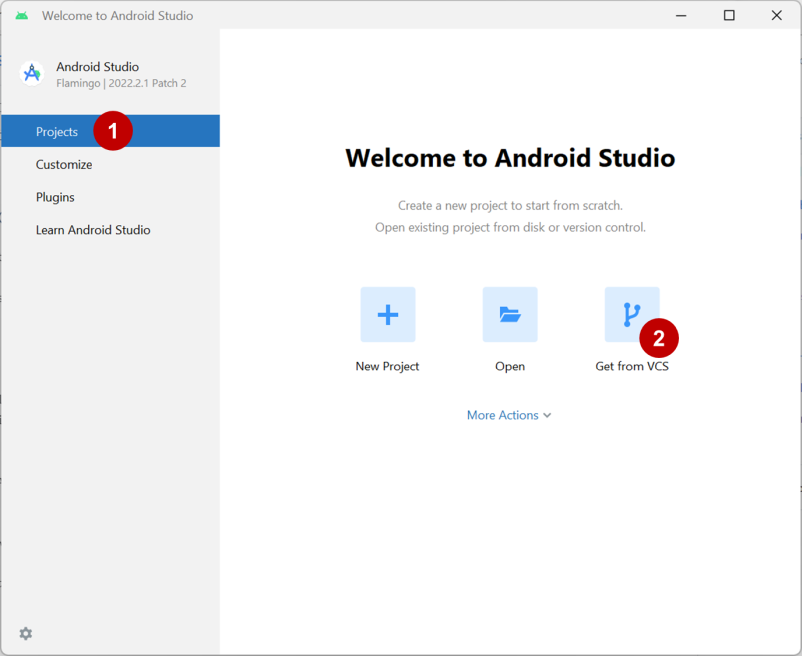 Welcome to Android Studio
Android Studio
Flamingo | 2022.2.1 Patch 2
Projects
1
Customize
Plugins
Learn Android Studio
Welcome to Android Studio
Create a new project to start from scratch.
Open existing project from disk or version control.
2
New Project
Open
Get from VCS
More Actions